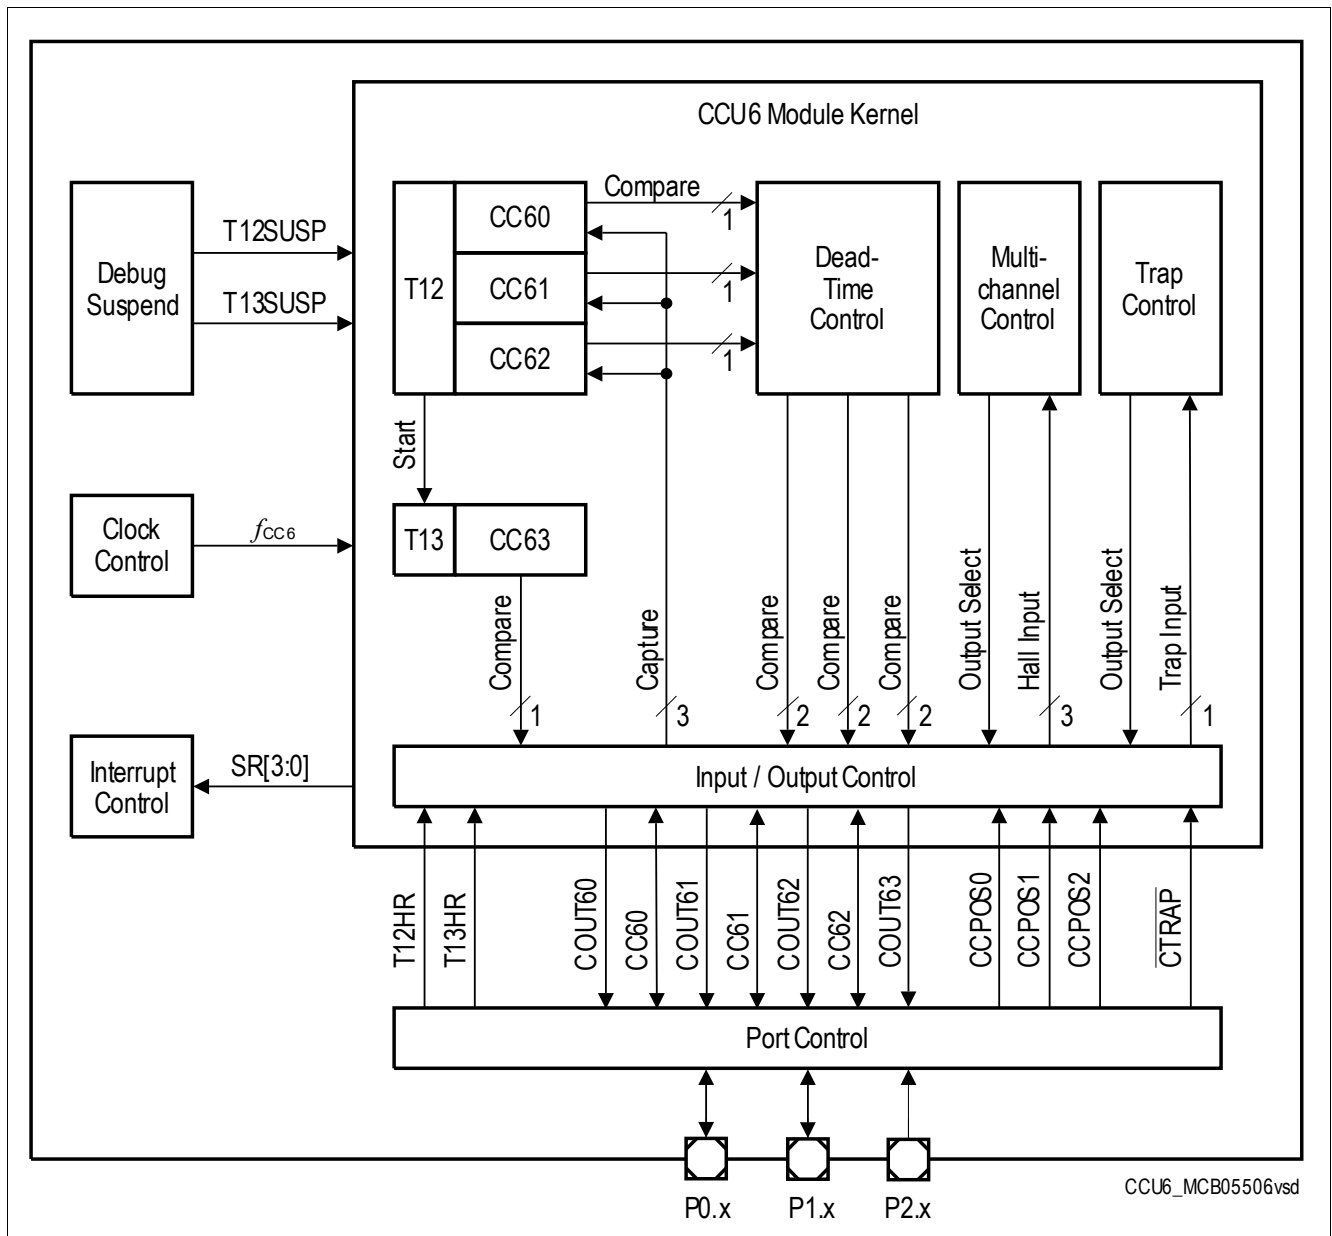 CCU6 Module Kernel
Debug
Suspend
T12SUSP
T13SUSP
T12
CC60
CC61
CC62
Compare
1
1
1
Dead-
Time
Control
Multi-
channel
Control
Trap
Control
Start
Clock
Control
fCC6
T13
CC63
Compare
1
Capture
3
Compare
2
Compare
2
Compare
2
Output Select
Hall Input
3
Output Select
Trap Input
1
Interrupt
Control
SR[3:0]
Input / Output Control
T12HR
T13HR
COUT60
CC60
COUT61
CC61
COUT62
CC62
COUT63
CCPOS0
CCPOS1
CCPOS2
CTRAP
Port Control
P0.x
P1.x
P2.x
CCU6_MCB05506.vsd